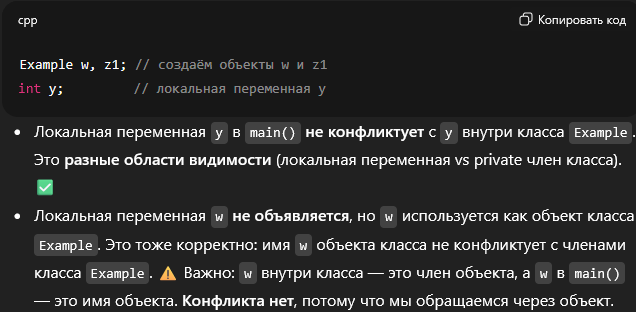 cpp
Копировать код
Example w, z1; // создаём объекты w и z1
int y;         // локальная переменная y
• Локальная переменная y в main() не конфликтует с y внутри класса Example.
Это разные области видимости (локальная переменная vs private член класса).
✅
• Локальная переменная w не объявляется, но w используется как объект класса
Example. Это тоже корректно: имя w объекта класса не конфликтует с членами
класса Example. ⚠️ Важно: w внутри класса — это член объекта, а w в main()
— это имя объекта. Конфликта нет, потому что мы обращаемся через объект.